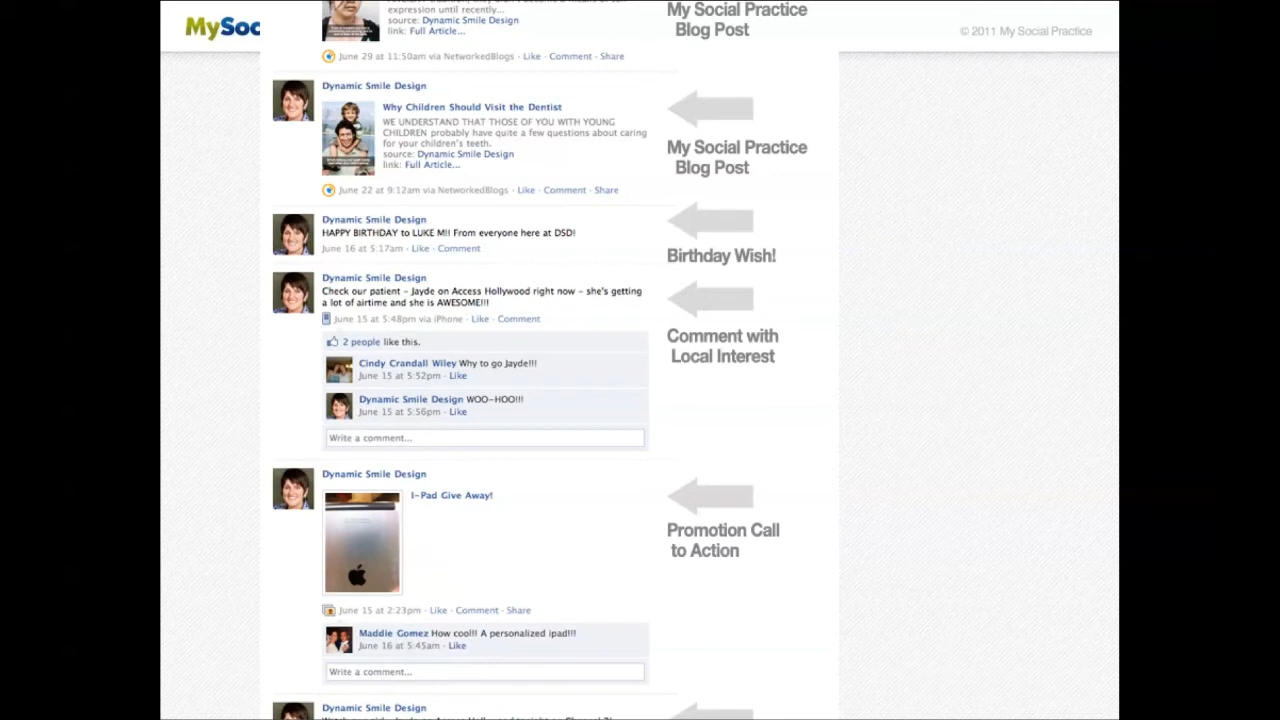 My Social Practice
Blog Post
MySoc
© 2011 My Social Practice
expression until recently...
source: Dynamic Smile Design
link: Full Article...
June 29 at 11:50am via NetworkedBlogs · Like · Comment · Share
Dynamic Smile Design
Why Children Should Visit the Dentist
WE UNDERSTAND THAT THOSE OF YOU WITH YOUNG
CHILDREN probably have quite a few questions about caring
for your children's teeth.
source: Dynamic Smile Design
link: Full Article...
June 22 at 9:12am via NetworkedBlogs · Like · Comment · Share
My Social Practice
Blog Post
Dynamic Smile Design
HAPPY BIRTHDAY to LUKE M!! From everyone here at DSD!
June 16 at 5:17am · Like · Comment
Birthday Wish!
Dynamic Smile Design
Check our patient - Jayde on Access Hollywood right now - she's getting
a lot of airtime and she is AWESOME!!!
June 15 at 5:48pm via iPhone · Like · Comment
2 people like this.
Cindy Crandall Wiley Why to go Jayde!!!
June 15 at 5:52pm · Like
Dynamic Smile Design WOO-HOO!!!
June 15 at 5:56pm · Like
Write a comment...
Comment with
Local Interest
Dynamic Smile Design
I-Pad Give Away!
June 15 at 2:23pm · Like · Comment · Share
Maddie Gomez How cool!! A personalized ipad!!!
June 16 at 5:45am · Like
Write a comment...
Promotion Call
to Action
Dynamic Smile Design